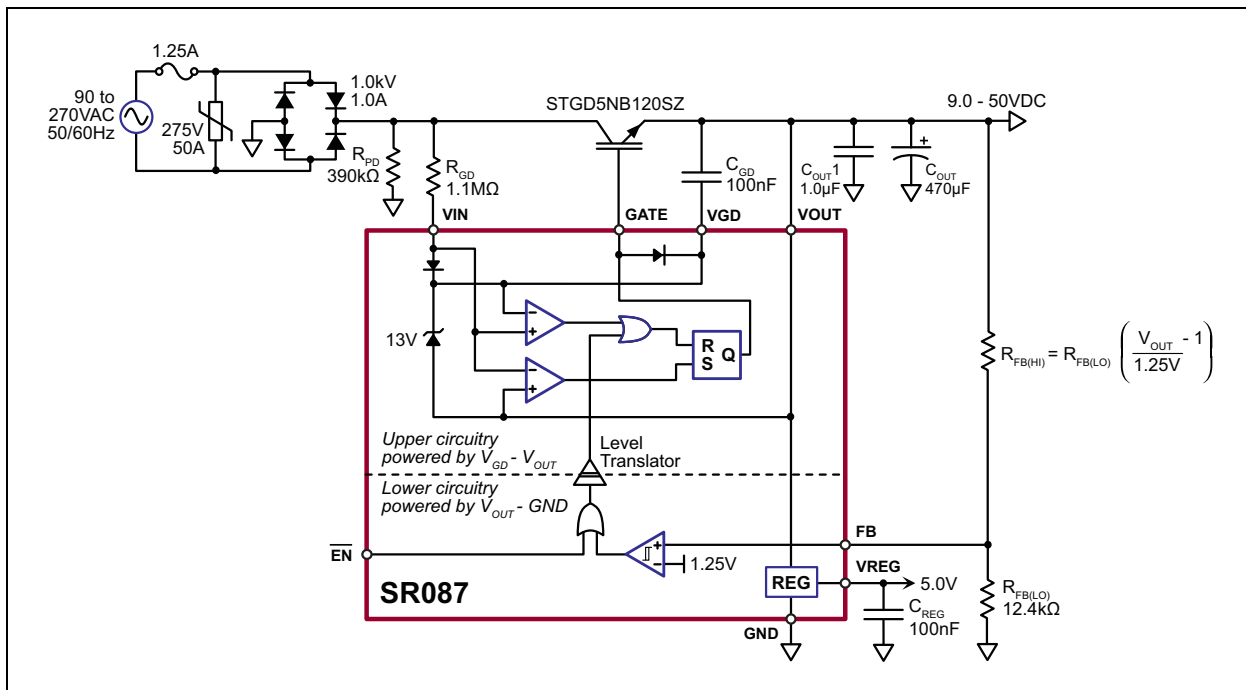 1.25A
90 to
270VAC
50/60Hz
275V
50A
1.0kV
1.0A
STGD5NB120SZ
9.0 - 50VDC
RPD
390kΩ
RGD
1.1MΩ
CGD
100nF
COUT1
1.0µF
+
COUT
470µF
VIN
GATE
VGD
VOUT
13V
−
+
−
+
R
S
Q
RFB(HI) = RFB(LO) (VOUT - 1 / 1.25V)
Upper circuitry
powered by VGD - VOUT
Level
Translator
Lower circuitry
powered by VOUT - GND
EN
+
−
1.25V
FB
VREG
REG
5.0V
SR087
CREG
100nF
RFB(LO)
12.4kΩ
GND